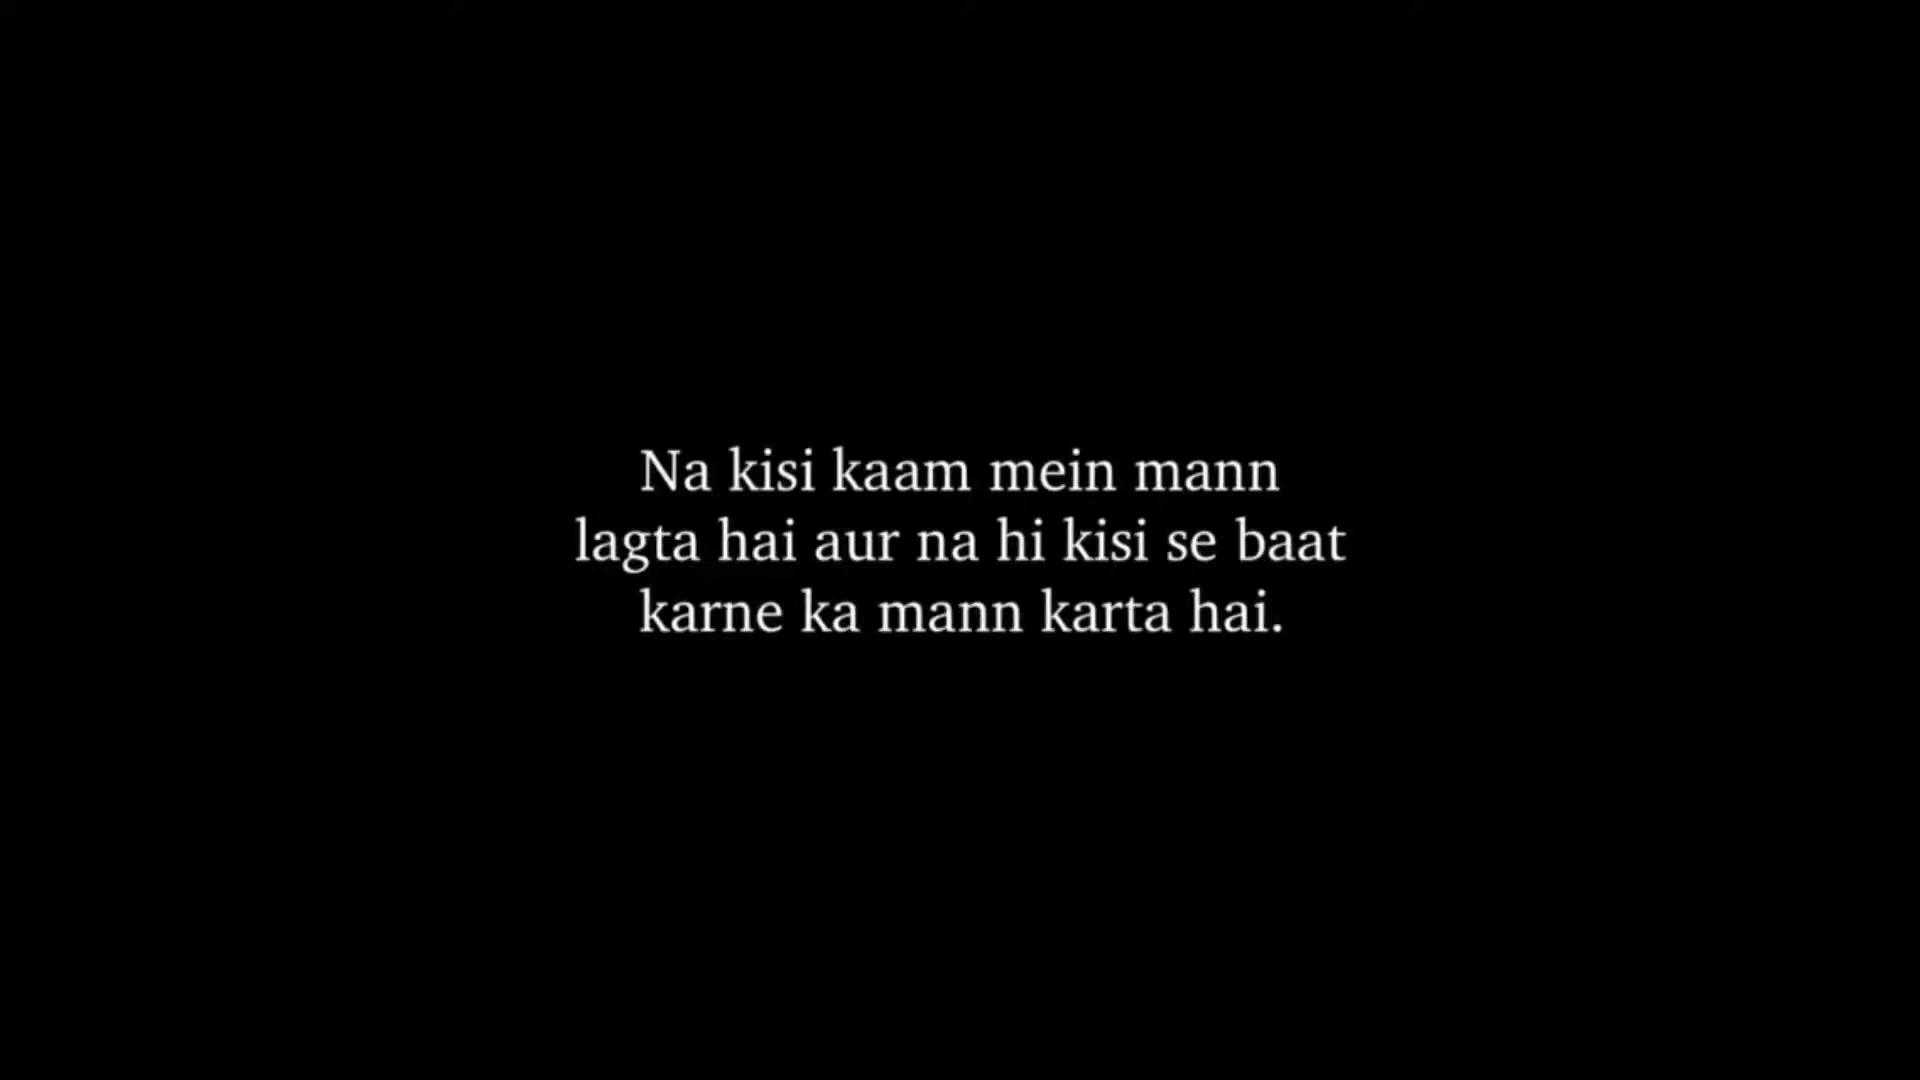 Na kisi kaam mein mann
lagta hai aur na hi kisi se baat
karne ka mann karta hai.